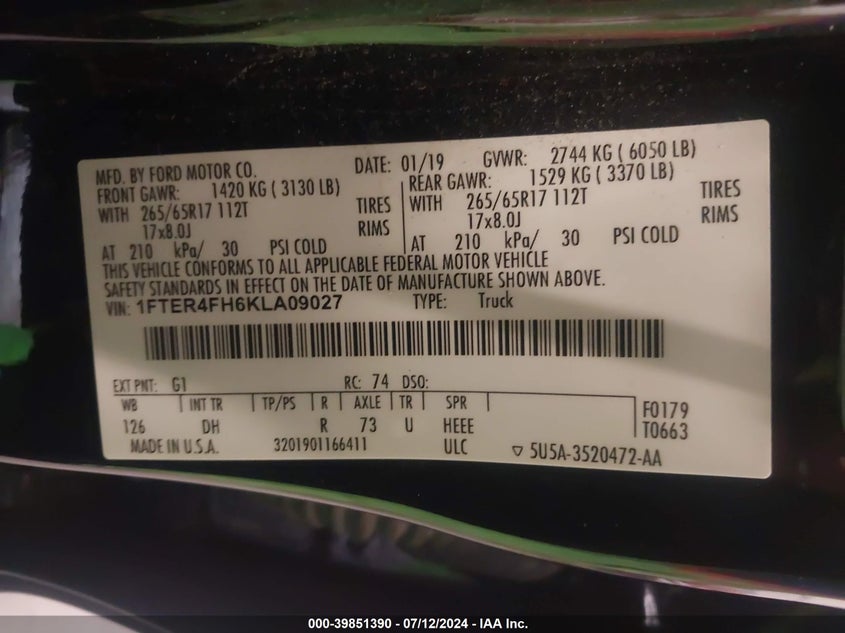 MFD. BY FORD MOTOR CO. DATE: 01/19 GVWR: 2744 KG ( 6050 LB)
FRONT GAWR: 1420 KG ( 3130 LB) REAR GAWR: 1529 KG ( 3370 LB)
WITH 265/65R17 112T TIRES WITH 265/65R17 112T TIRES
17x8.0J RIMS 17x8.0J RIMS
AT 210 kPa/ 30 PSI COLD AT 210 kPa/ 30 PSI COLD
THIS VEHICLE CONFORMS TO ALL APPLICABLE FEDERAL MOTOR VEHICLE
SAFETY STANDARDS IN EFFECT ON THE DATE OF MANUFACTURE SHOWN ABOVE.
VIN: 1FTER4FH6KLA09027 TYPE: Truck
EXT PNT: G1 RC: 74 DSO:
WB INT TR TP/PS R AXLE TR SPR F0179
126 DH R 73 U HEEE T0663
MADE IN U.S.A. 3201901166411 ULC ▽ 5U5A-3520472-AA
000-39851390 - 07/12/2024 - IAA Inc.